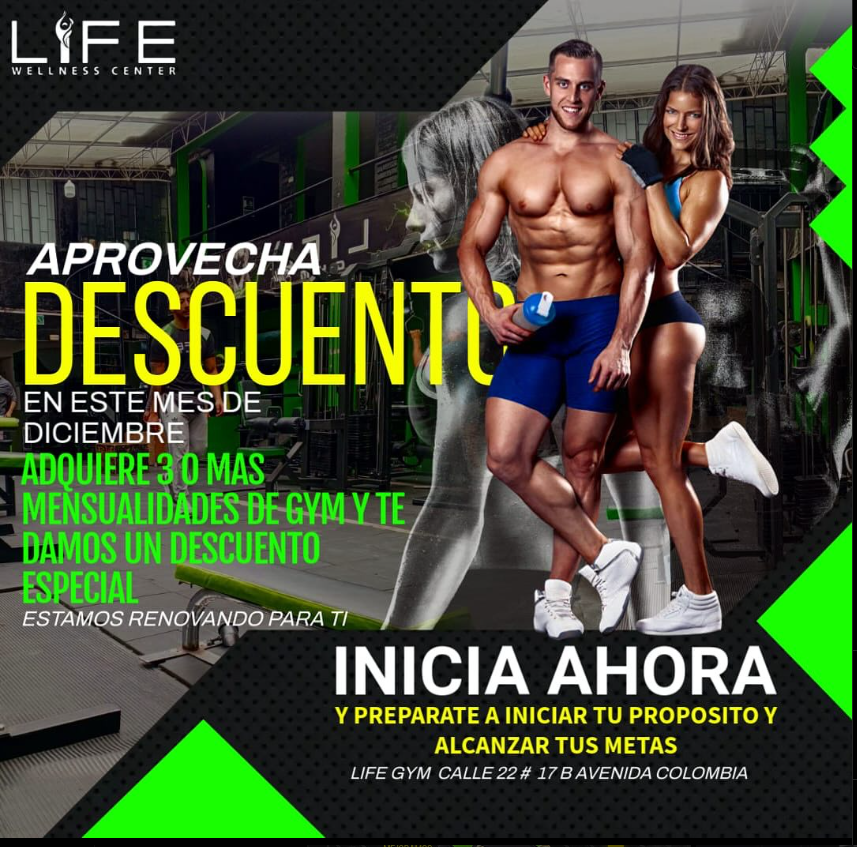 LIFE
WELLNESS CENTER
APROVECHA
DESCUENTO
EN ESTE MES DE
DICIEMBRE
ADQUIERE 3 O MAS
MENSUALIDADES DE GYM Y TE
DAMOS UN DESCUENTO
ESPECIAL
ESTAMOS RENOVANDO PARA TI
INICIA AHORA
Y PREPARATE A INICIAR TU PROPOSITO Y
ALCANZAR TUS METAS
LIFE GYM CALLE 22 # 17 B AVENIDA COLOMBIA